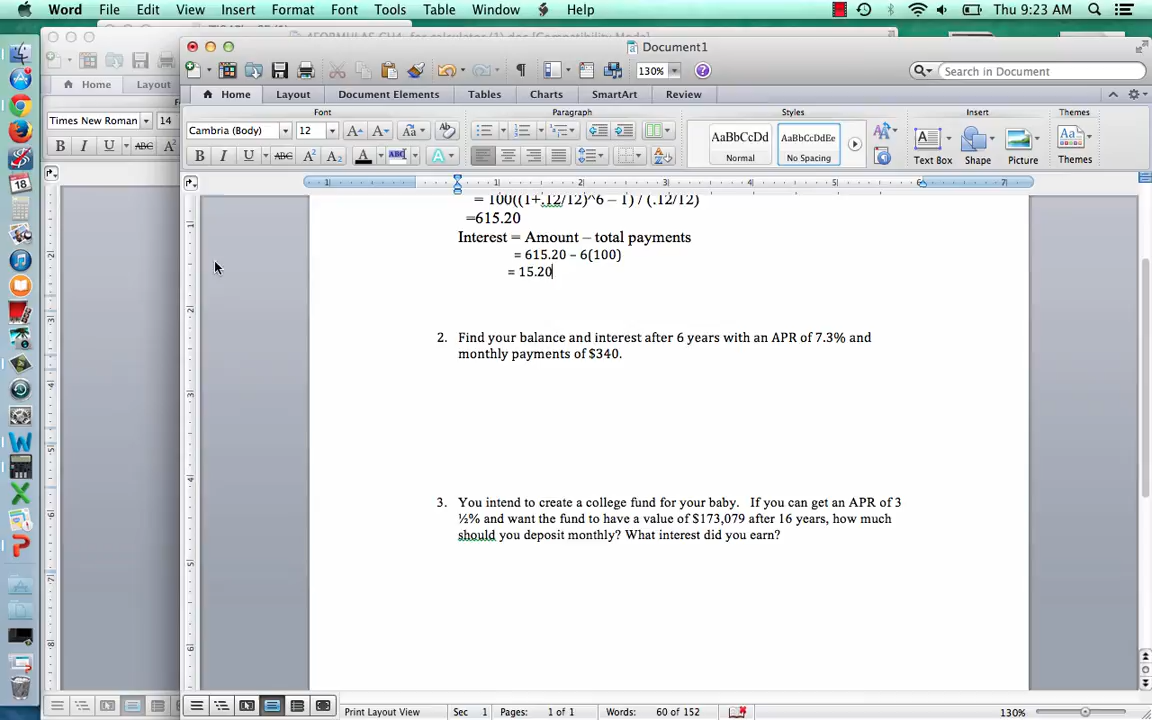 Word File Edit View Insert Format Font Tools Table Window Help Thu 9:23 AM
Document1
130% Search in Document
Home Layout
Home Layout Document Elements Tables Charts SmartArt Review
Font Paragraph Styles Insert Themes
Times New Roman 14
Cambria (Body) 12
AaBbCcDd AaBbCcDdEe
Normal No Spacing
Text Box Shape Picture Themes
= 100((1+.12/12)^6 – 1) / (.12/12)
=615.20
Interest = Amount – total payments
= 615.20 – 6(100)
= 15.20
2. Find your balance and interest after 6 years with an APR of 7.3% and
monthly payments of $340.
3. You intend to create a college fund for your baby. If you can get an APR of 3
½% and want the fund to have a value of $173,079 after 16 years, how much
should you deposit monthly? What interest did you earn?
Print Layout View Sec 1 Pages: 1 of 1 Words: 60 of 152 130%